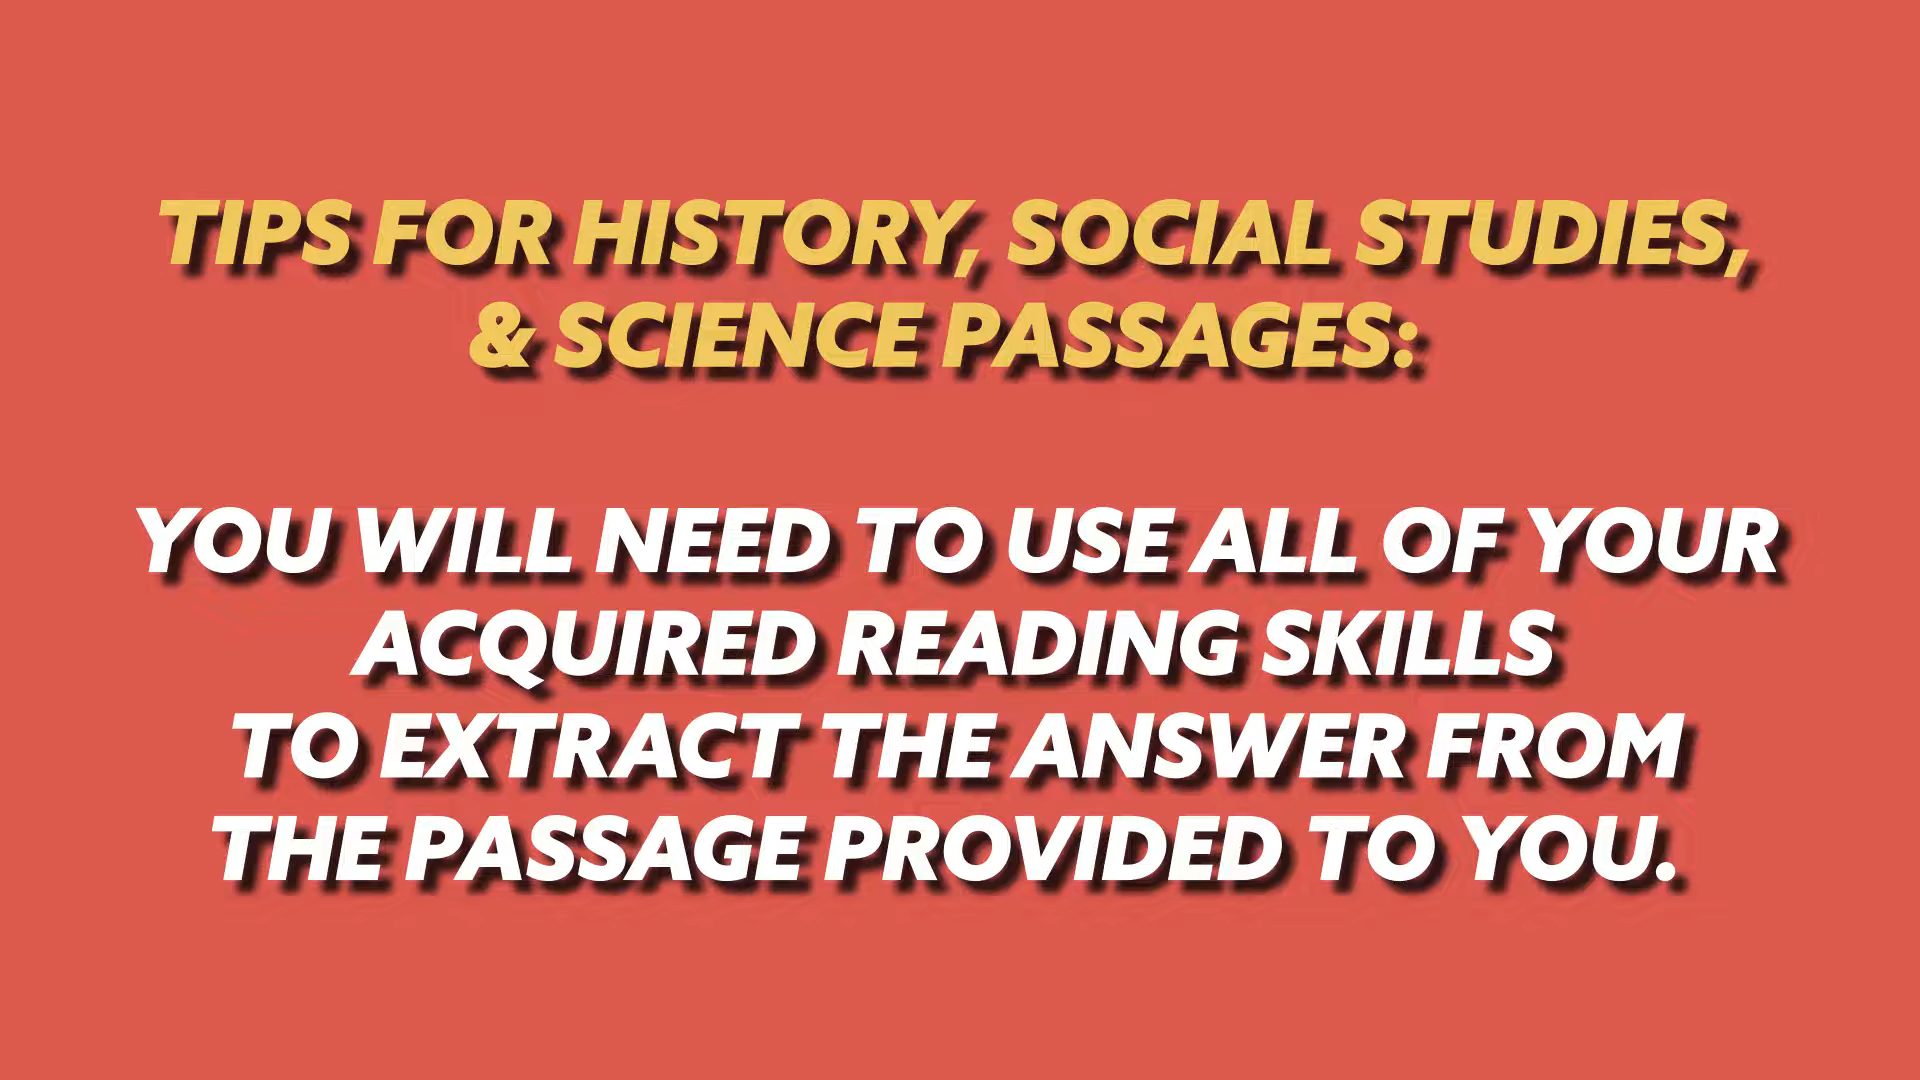 TIPS FOR HISTORY, SOCIAL STUDIES,
& SCIENCE PASSAGES:
YOU WILL NEED TO USE ALL OF YOUR
ACQUIRED READING SKILLS
TO EXTRACT THE ANSWER FROM
THE PASSAGE PROVIDED TO YOU.